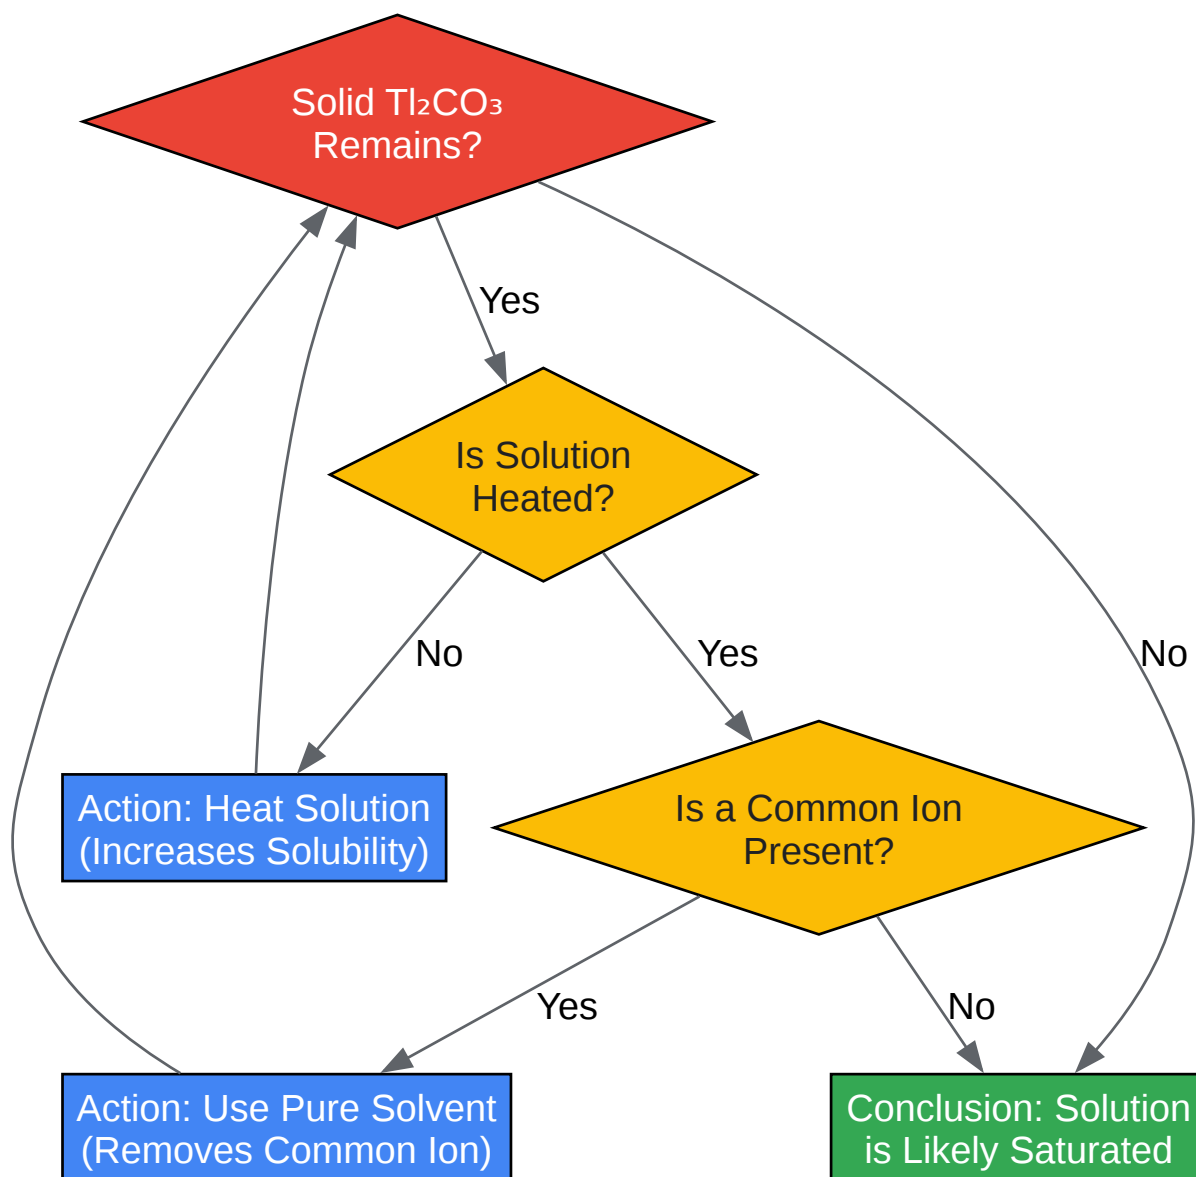 Solid Tl₂CO₃
Remains?
Yes
Is Solution
Heated?
No
Yes
No
Action: Heat Solution
(Increases Solubility)
Is a Common Ion
Present?
Yes
No
Action: Use Pure Solvent
(Removes Common Ion)
Conclusion: Solution
is Likely Saturated